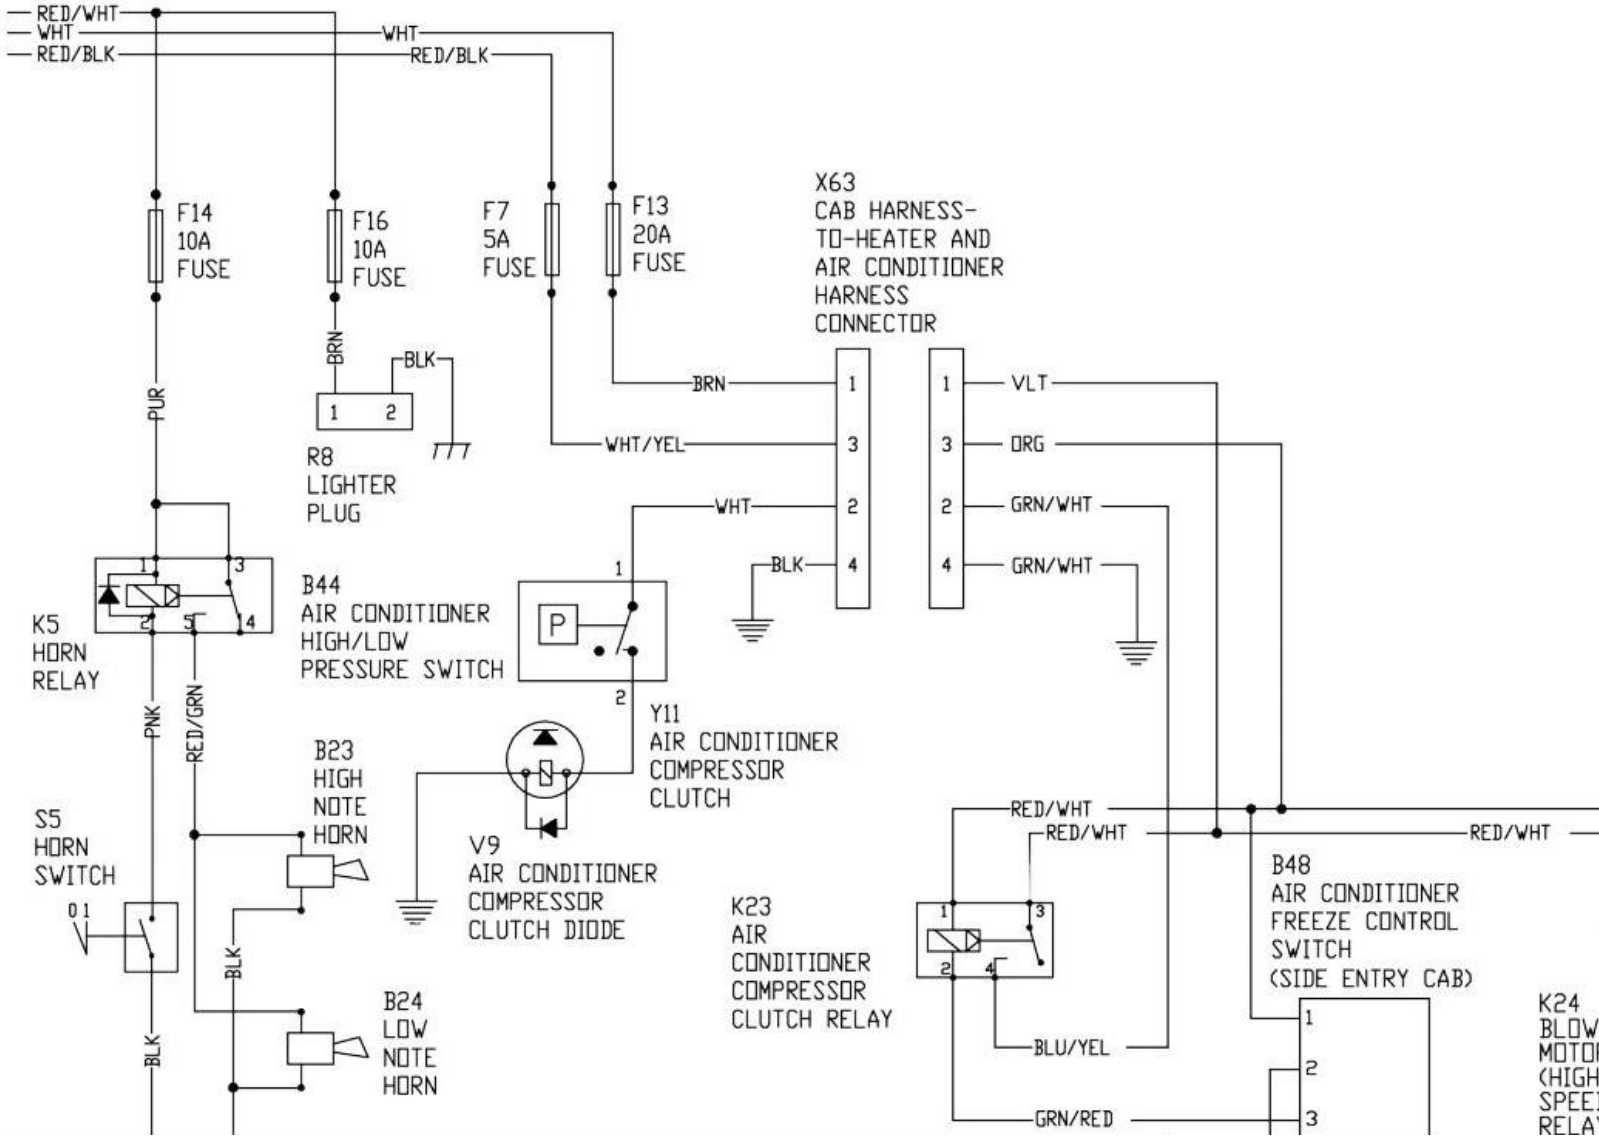 RED/WHT
WHT
WHT
RED/BLK
RED/BLK
F14
10A
FUSE
F16
10A
FUSE
F7
5A
FUSE
F13
20A
FUSE
X63
CAB HARNESS-
TO-HEATER AND
AIR CONDITIONER
HARNESS
CONNECTOR
BRN
BLK
PUR
1 2
R8
LIGHTER
PLUG
BRN
1
1
VLT
WHT/YEL
3
3
ORG
WHT
2
2
GRN/WHT
BLK
4
4
GRN/WHT
1
3
2
5
4
K5
HORN
RELAY
B44
AIR CONDITIONER
HIGH/LOW
PRESSURE SWITCH
1
P
2
PNK
RED/GRN
Y11
AIR CONDITIONER
COMPRESSOR
CLUTCH
B23
HIGH
NOTE
HORN
V9
AIR CONDITIONER
COMPRESSOR
CLUTCH DIODE
S5
HORN
SWITCH
0 1
BLK
BLK
B24
LOW
NOTE
HORN
RED/WHT
RED/WHT
RED/WHT
K23
AIR
CONDITIONER
COMPRESSOR
CLUTCH RELAY
1
3
2
4
BLU/YEL
GRN/RED
B48
AIR CONDITIONER
FREEZE CONTROL
SWITCH
(SIDE ENTRY CAB)
1
2
3
K24
BLOW
MOTOR
(HIGH
SPEE
RELAY